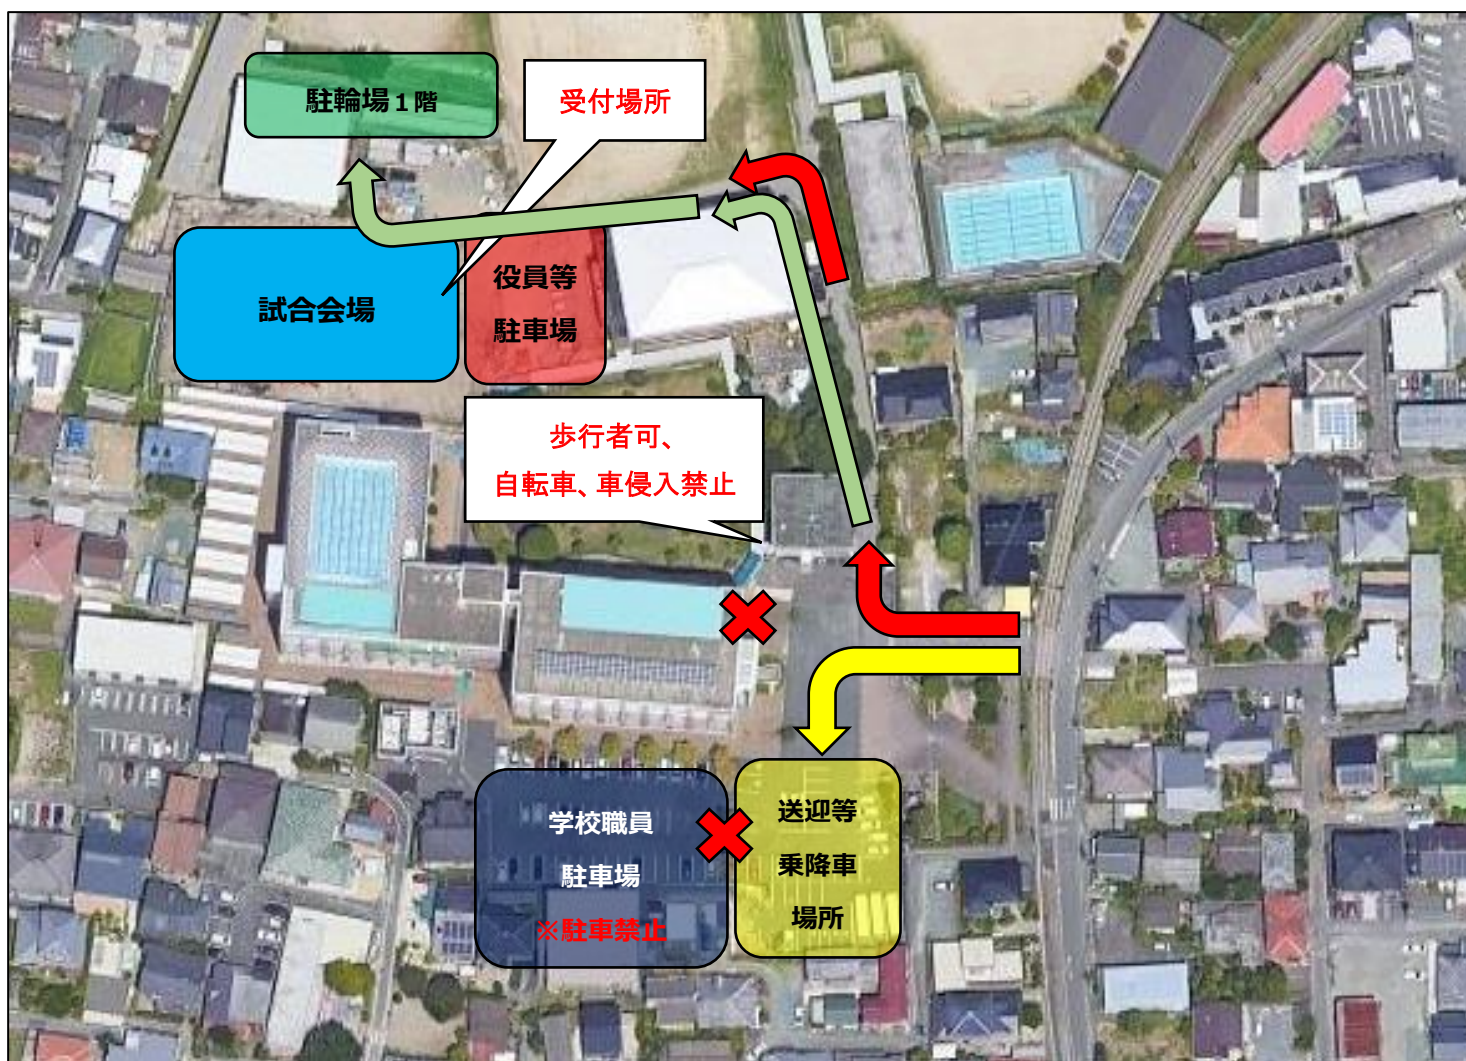 駐輪場１階
受付場所
試合会場
役員等
駐車場
歩行者可、
自転車、車侵入禁止
学校職員
駐車場
※駐車禁止
送迎等
乗降車
場所